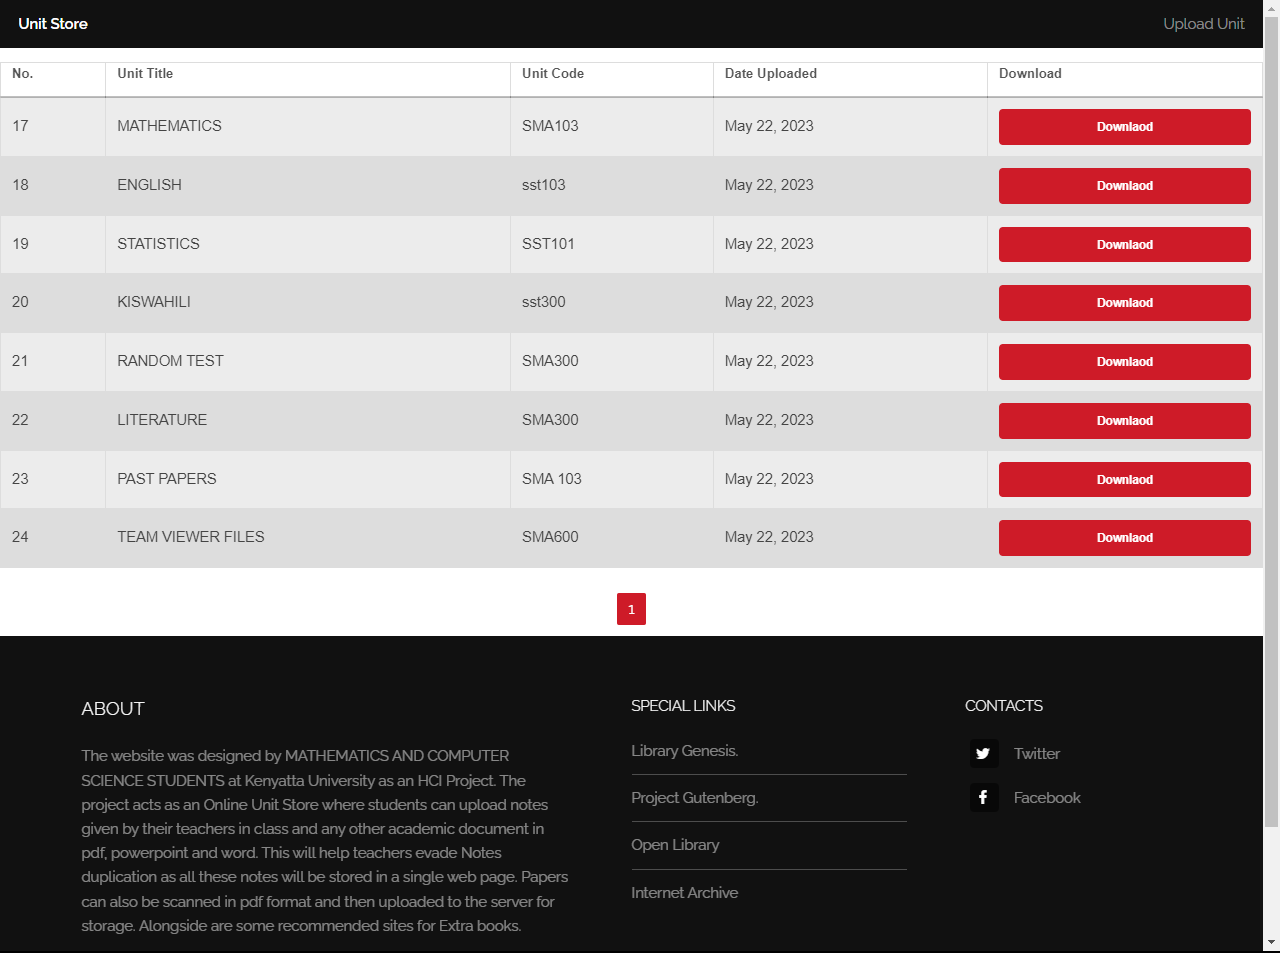 Unit Store Upload Unit
No. Unit Title Unit Code Date Uploaded Download
17 MATHEMATICS SMA103 May 22, 2023 Downlaod
18 ENGLISH sst103 May 22, 2023 Downlaod
19 STATISTICS SST101 May 22, 2023 Downlaod
20 KISWAHILI sst300 May 22, 2023 Downlaod
21 RANDOM TEST SMA300 May 22, 2023 Downlaod
22 LITERATURE SMA300 May 22, 2023 Downlaod
23 PAST PAPERS SMA 103 May 22, 2023 Downlaod
24 TEAM VIEWER FILES SMA600 May 22, 2023 Downlaod
1
ABOUT
The website was designed by MATHEMATICS AND COMPUTER
SCIENCE STUDENTS at Kenyatta University as an HCI Project. The
project acts as an Online Unit Store where students can upload notes
given by their teachers in class and any other academic document in
pdf, powerpoint and word. This will help teachers evade Notes
duplication as all these notes will be stored in a single web page. Papers
can also be scanned in pdf format and then uploaded to the server for
storage. Alongside are some recommended sites for Extra books.
SPECIAL LINKS
Library Genesis.
Project Gutenberg.
Open Library
Internet Archive
CONTACTS
Twitter
Facebook